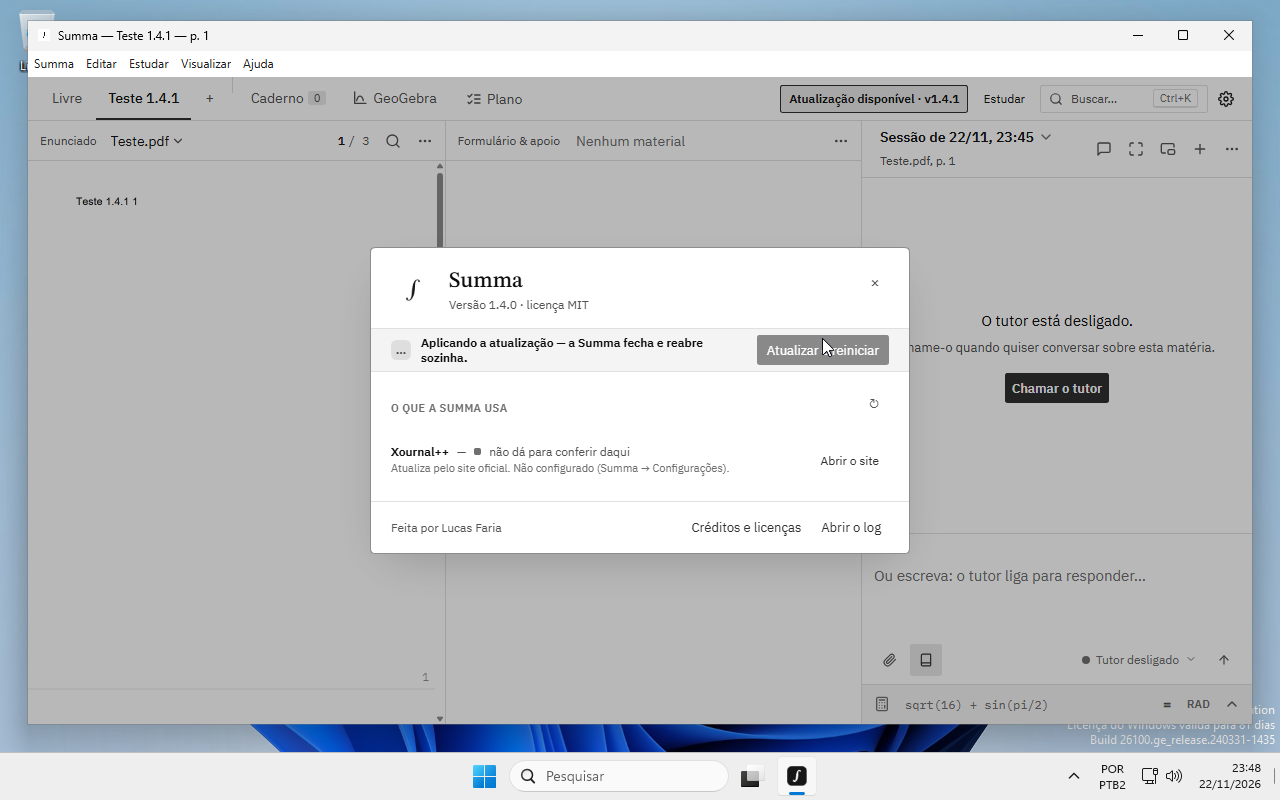 Summa — Teste 1.4.1 — p. 1
Summa Editar Estudar Visualizar Ajuda
Livre Teste 1.4.1 + Caderno 0 GeoGebra Plano Atualização disponível · v1.4.1 Estudar Buscar... Ctrl+K
Enunciado Teste.pdf 1 / 3 Formulário & apoio Nenhum material
Sessão de 22/11, 23:45
Teste.pdf, p. 1
Teste 1.4.1 1
Summa
Versão 1.4.0 · licença MIT
Aplicando a atualização — a Summa fecha e reabre
sozinha.
Atualizar reiniciar
O QUE A SUMMA USA
Xournal++ — não dá para conferir daqui
Atualiza pelo site oficial. Não configurado (Summa → Configurações).
Abrir o site
Feita por Lucas Faria Créditos e licenças Abrir o log
O tutor está desligado.
name-o quando quiser conversar sobre esta matéria.
Chamar o tutor
Ou escreva: o tutor liga para responder...
Tutor desligado
1
sqrt(16) + sin(pi/2) = RAD
Licença do Windows válida para 81 dias
Build 26100.ge_release.240331-1435
Pesquisar
POR
PTB2
23:48
22/11/2026